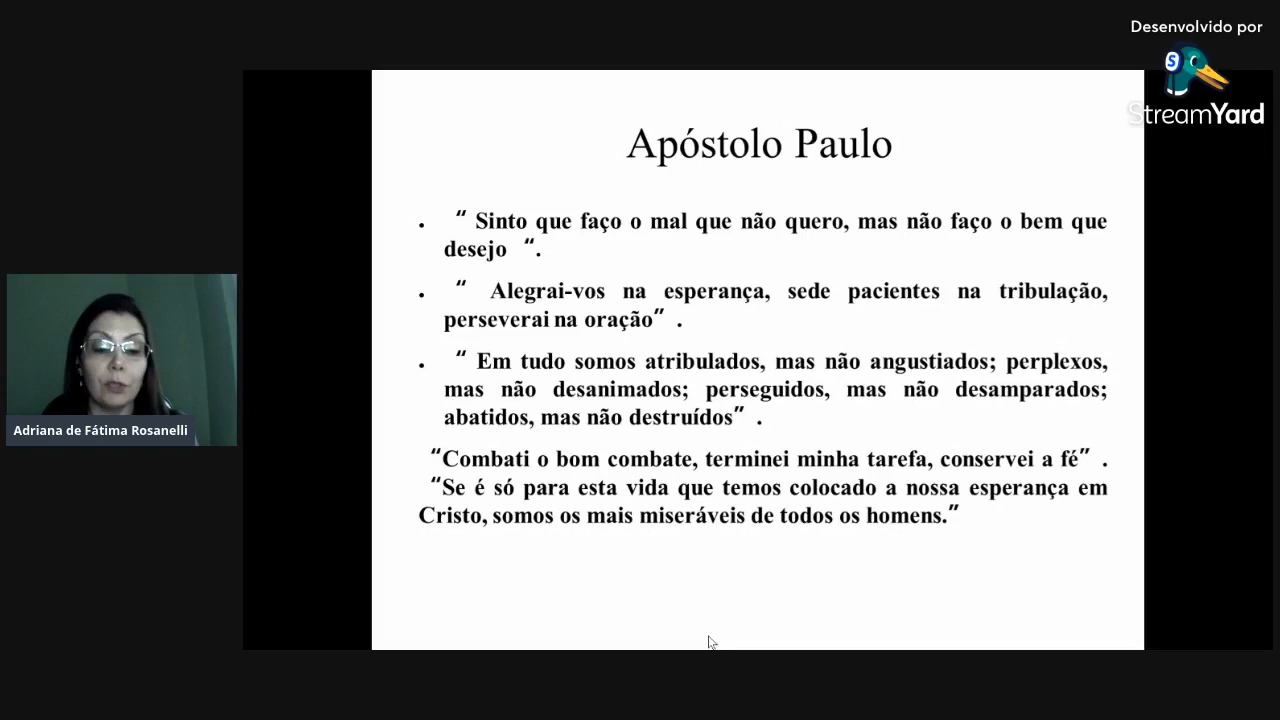 Desenvolvido por
StreamYard
Apóstolo Paulo
• “ Sinto que faço o mal que não quero, mas não faço o bem que
desejo “.
• “ Alegrai-vos na esperança, sede pacientes na tribulação,
perseverai na oração” .
• “ Em tudo somos atribulados, mas não angustiados; perplexos,
mas não desanimados; perseguidos, mas não desamparados;
abatidos, mas não destruídos” .
“Combati o bom combate, terminei minha tarefa, conservei a fé” .
“Se é só para esta vida que temos colocado a nossa esperança em
Cristo, somos os mais miseráveis de todos os homens.”
Adriana de Fátima Rosanelli